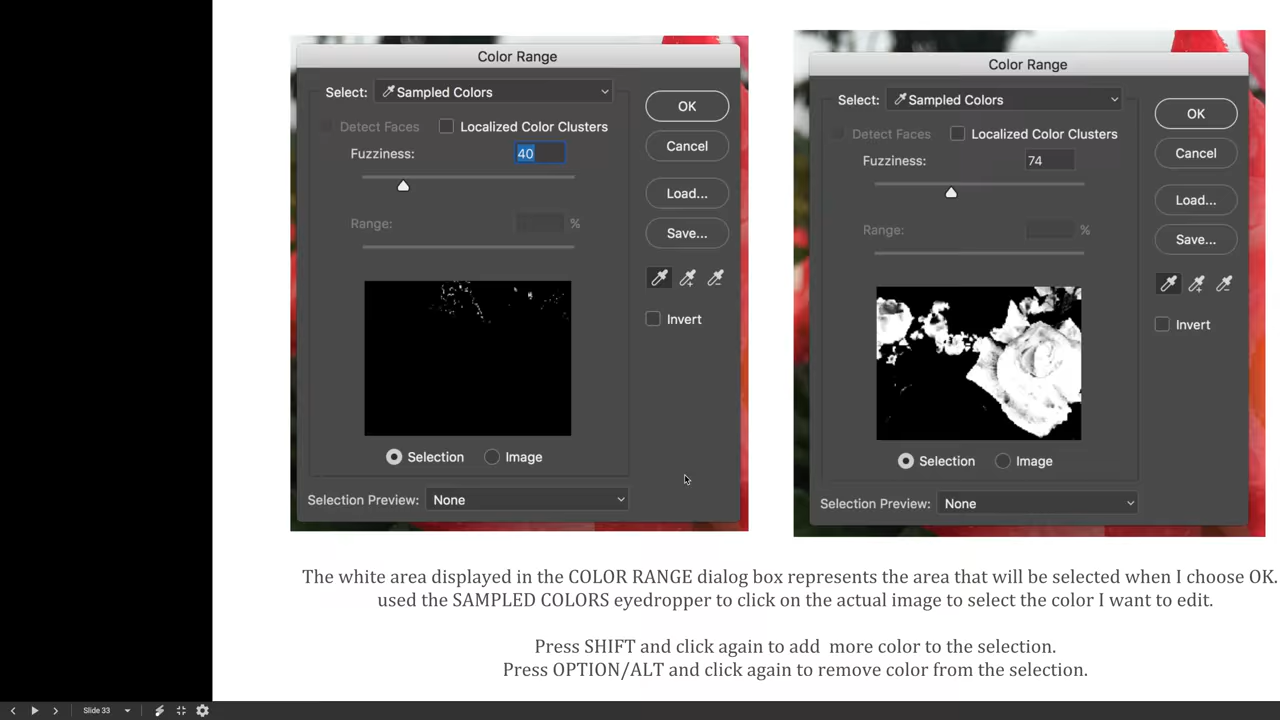 Color Range
Select: Sampled Colors
OK
Detect Faces Localized Color Clusters
Cancel
Fuzziness: 40
Load...
Range: %
Save...
Invert
Selection Image
Selection Preview: None
Color Range
Select: Sampled Colors
OK
Detect Faces Localized Color Clusters
Cancel
Fuzziness: 74
Load...
Range: %
Save...
Invert
Selection Image
Selection Preview: None
The white area displayed in the COLOR RANGE dialog box represents the area that will be selected when I choose OK.
used the SAMPLED COLORS eyedropper to click on the actual image to select the color I want to edit.
Press SHIFT and click again to add more color to the selection.
Press OPTION/ALT and click again to remove color from the selection.
Slide 33